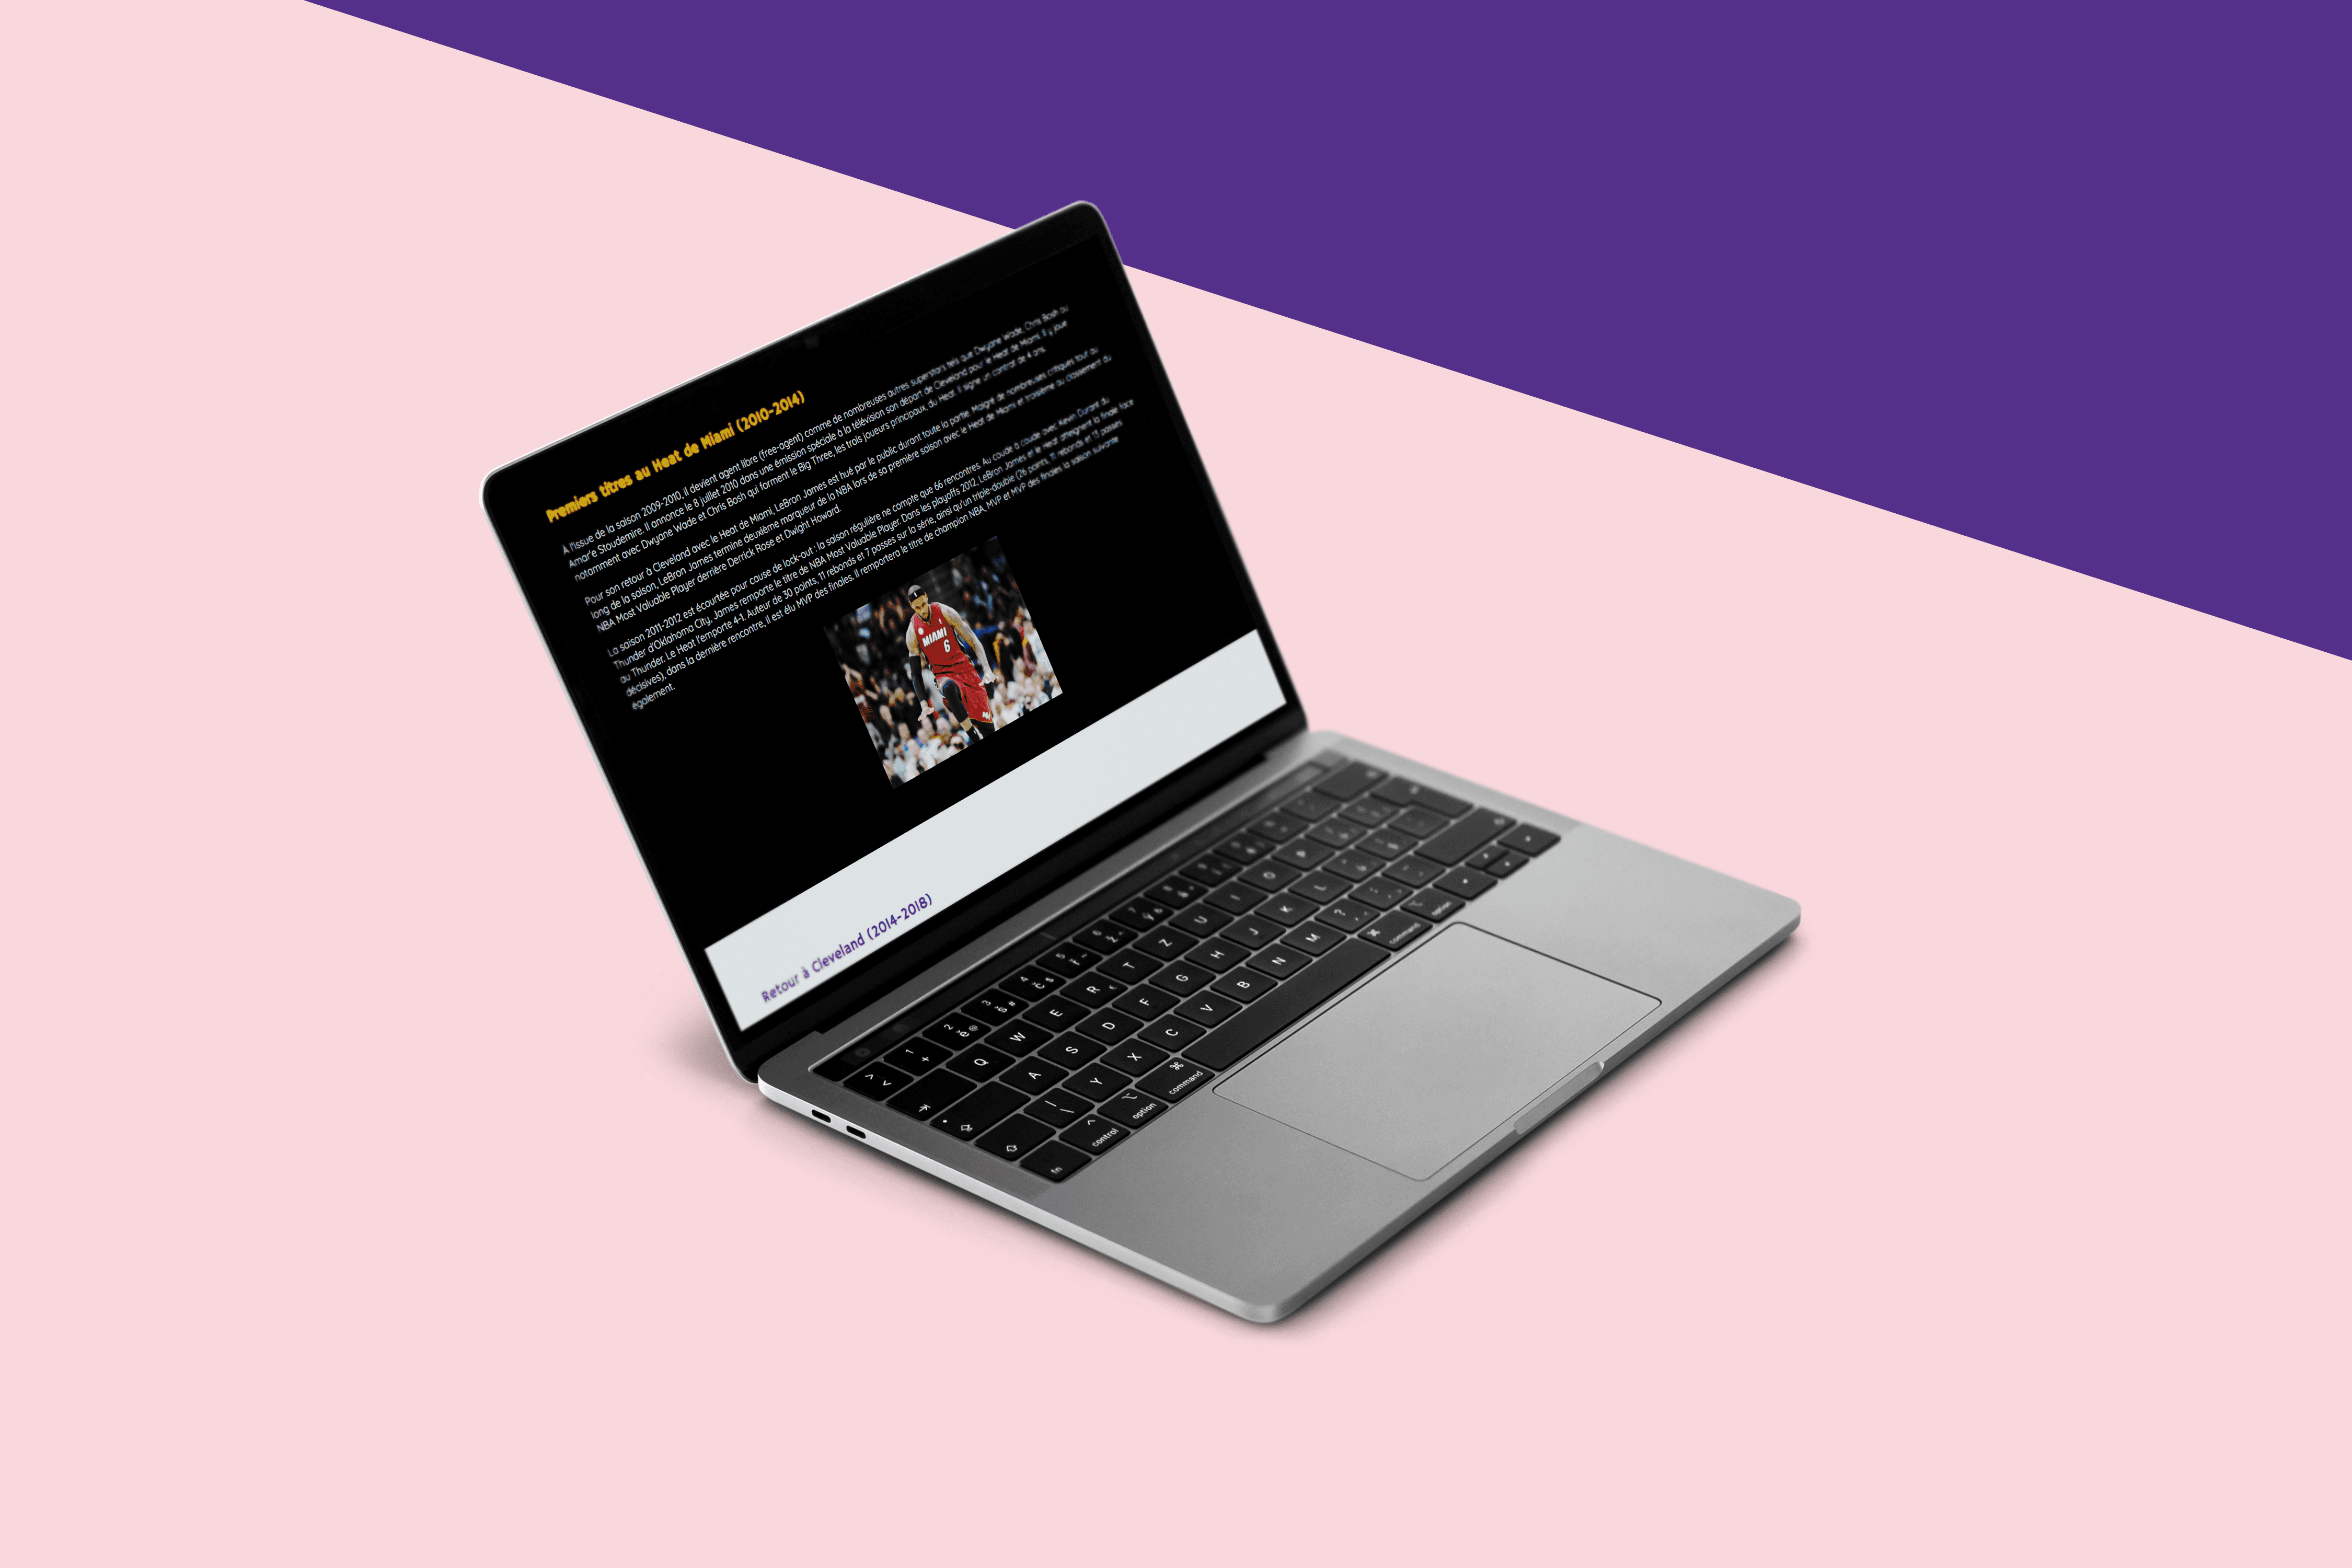 Premiers titres au Heat de Miami (2010-2014)
À l'issue de la saison 2009-2010, il devient agent libre (free-agent) comme de nombreuses autres superstars tels que Dwyane Wade, Chris Bosh ou
Amar'e Stoudemire. Il annonce le 8 juillet 2010 dans une émission spéciale à la télévision son départ de Cleveland pour le Heat de Miami. Il y joue
notamment avec Dwyane Wade et Chris Bosh qui forment le Big Three, les trois joueurs principaux, du Heat. Il signe un contrat de 4 ans.
Pour son retour à Cleveland avec le Heat de Miami, LeBron James est hué par le public durant toute la partie. Malgré de nombreuses critiques tout au
long de la saison, LeBron James termine deuxième marqueur de la NBA lors de sa première saison avec le Heat de Miami et troisième au classement du
NBA Most Valuable Player derrière Derrick Rose et Dwight Howard.
La saison 2011-2012 est écourtée pour cause de lock-out : la saison régulière ne compte que 66 rencontres. Au coude à coude avec Kevin Durant du
Thunder d'Oklahoma City, James remporte le titre de NBA Most Valuable Player. Dans les playoffs 2012, LeBron James et le Heat atteignent la finale face
au Thunder. Le Heat l'emporte 4-1. Auteur de 30 points, 11 rebonds et 7 passes sur la série, ainsi qu'un triple-double (26 points, 11 rebonds et 13 passes
décisives), dans la dernière rencontre, il est élu MVP des finales. Il remportera le titre de champion NBA, MVP et MVP des finales la saison suivante
également.
MIAMI
6
Retour à Cleveland (2014-2018)
Q W E R T Z U I O
A S D F G H J K L
Y X C V B N M
fn control option command command option